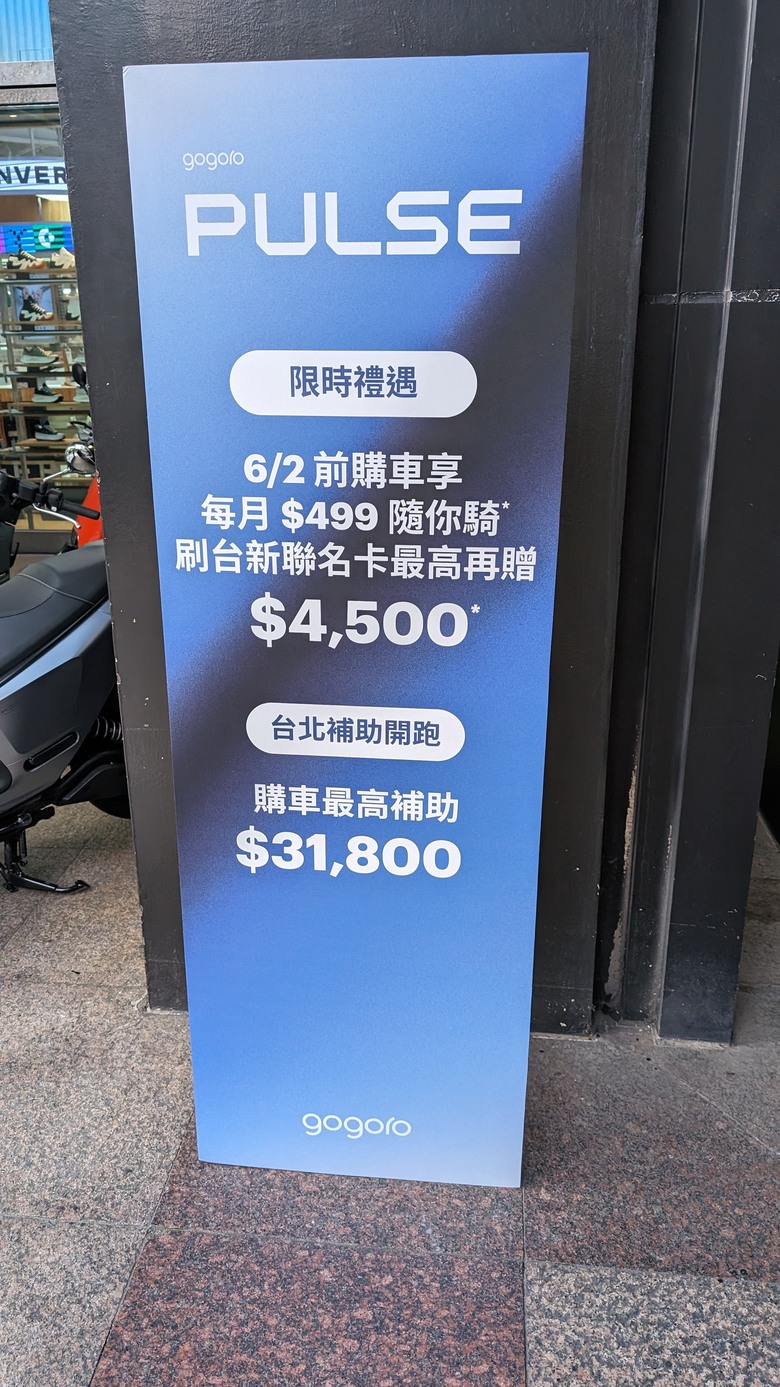 gogoro
PULSE
限時禮遇
6/2 前購車享
每月 $499 隨你騎*
刷台新聯名卡最高再贈
$4,500*
台北補助開跑
購車最高補助
$31,800
gogoro
NVER